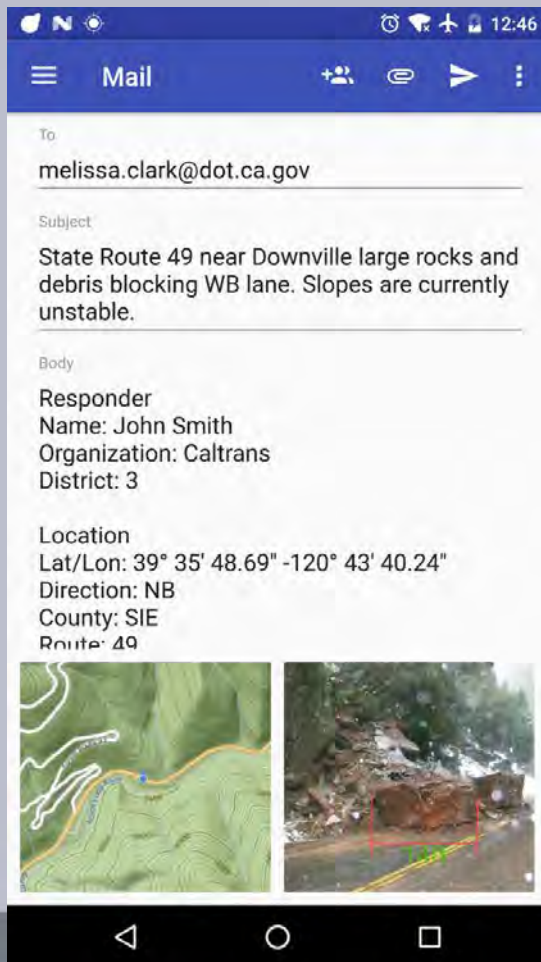 12:46
Mail
To
melissa.clark@dot.ca.gov
Subject
State Route 49 near Downville large rocks and
debris blocking WB lane. Slopes are currently
unstable.
Body
Responder
Name: John Smith
Organization: Caltrans
District: 3
Location
Lat/Lon: 39° 35' 48.69" -120° 43' 40.24"
Direction: NB
County: SIE
Route: 49